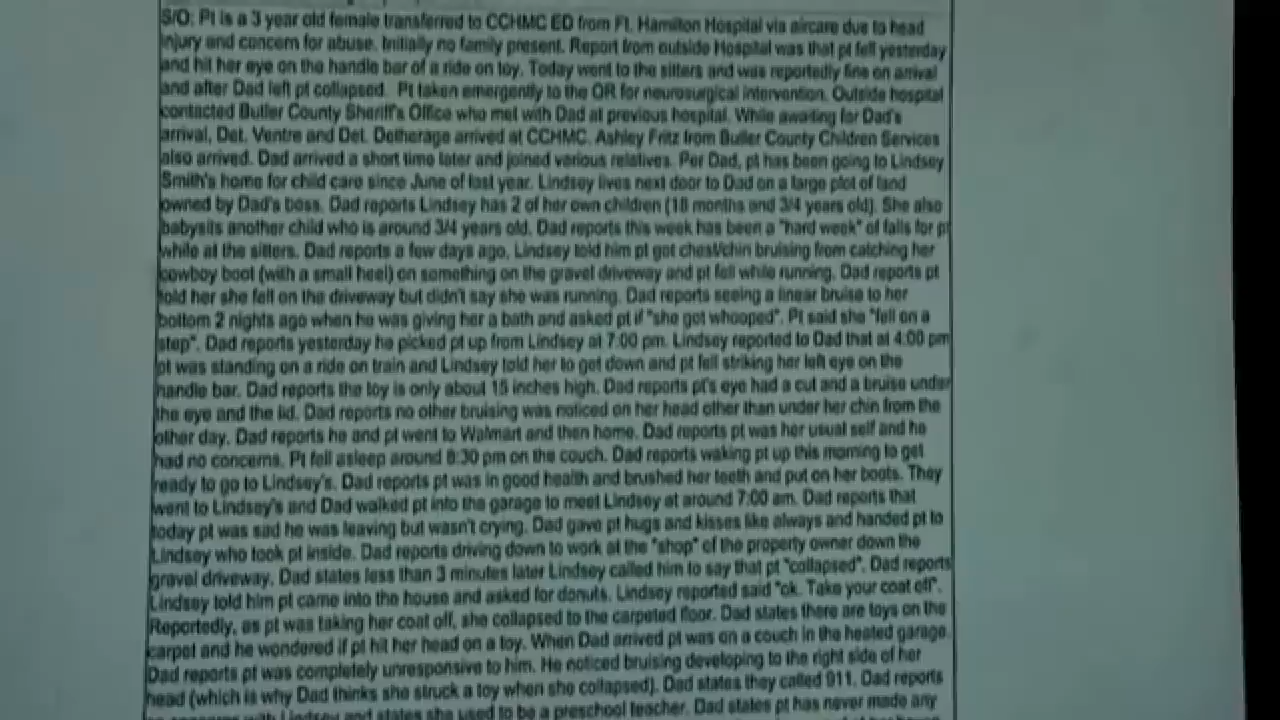 S/O: Pt is a 3 year old female transferred to CCHMC ED from Ft. Hamilton Hospital via aircare due to head
injury and concern for abuse. Initially no family present. Report from outside Hospital was that pt fell yesterday
and hit her eye on the handle bar of a ride on toy. Today went to the sitters and was reportedly fine on arrival
and after Dad left pt collapsed. Pt taken emergently to the OR for neurosurgical intervention. Outside hospital
contacted Butler County Sheriff's Office who met with Dad at previous hospital. While awaiting for Dad's
arrival, Det. Ventre and Det. Detherage arrived at CCHMC. Ashley Fritz from Butler County Children Services
also arrived. Dad arrived a short time later and joined various relatives. Per Dad, pt has been going to Lindsey
Smith's home for child care since June of last year. Lindsey lives next door to Dad on a large plot of land
owned by Dad's boss. Dad reports Lindsey has 2 of her own children (18 months and 3/4 years old). She also
babysits another child who is around 3/4 years old. Dad reports this week has been a "hard week" of falls for pt
while at the sitters. Dad reports a few days ago, Lindsey told him pt got chest/chin bruising from catching her
cowboy boot (with a small heel) on something on the gravel driveway and pt fell while running. Dad reports pt
told her she fell on the driveway but didn't say she was running. Dad reports seeing a linear bruise to her
bottom 2 nights ago when he was giving her a bath and asked pt if "she got whooped". Pt said she "fell on a
step". Dad reports yesterday he picked pt up from Lindsey at 7:00 pm. Lindsey reported to Dad that at 4:00 pm
pt was standing on a ride on train and Lindsey told her to get down and pt fell striking her left eye on the
handle bar. Dad reports the toy is only about 15 inches high. Dad reports pt's eye had a cut and a bruise under
the eye and the lid. Dad reports no other bruising was noticed on her head other than under her chin from the
other day. Dad reports he and pt went to Walmart and then home. Dad reports pt was her usual self and he
had no concerns. Pt fell asleep around 8:30 pm on the couch. Dad reports waking pt up this morning to get
ready to go to Lindsey's. Dad reports pt was in good health and brushed her teeth and put on her boots. They
went to Lindsey's and Dad walked pt into the garage to meet Lindsey at around 7:00 am. Dad reports that
today pt was sad he was leaving but wasn't crying. Dad gave pt hugs and kisses like always and handed pt to
Lindsey who took pt inside. Dad reports driving down to work at the "shop" of the property owner down the
gravel driveway. Dad states less than 3 minutes later Lindsey called him to say that pt "collapsed". Dad reports
Lindsey told him pt came into the house and asked for donuts. Lindsey reported said "ok. Take your coat off".
Reportedly, as pt was taking her coat off, she collapsed to the carpeted floor. Dad states there are toys on the
carpet and he wondered if pt hit her head on a toy. When Dad arrived pt was on a couch in the heated garage.
Dad reports pt was completely unresponsive to him. He noticed bruising developing to the right side of her
head (which is why Dad thinks she struck a toy when she collapsed). Dad states they called 911. Dad reports
no concerns with Lindsey and states she used to be a preschool teacher. Dad states pt has never made any